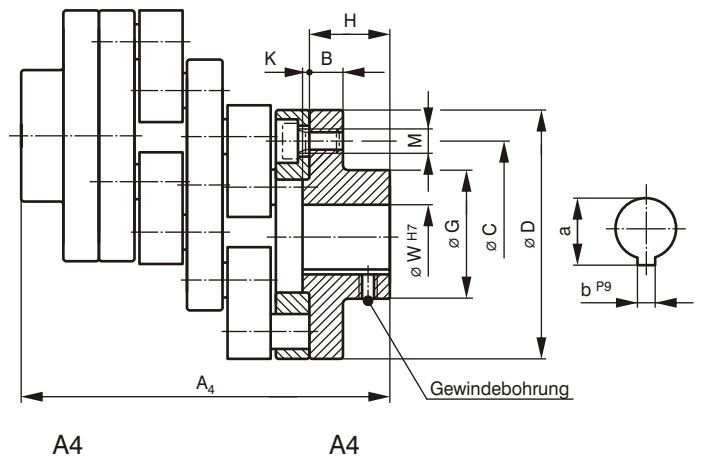 H
K B
M
ø W H7
ø G
ø C
ø D
a
b P9
A₄
Gewindebohrung
A4 A4